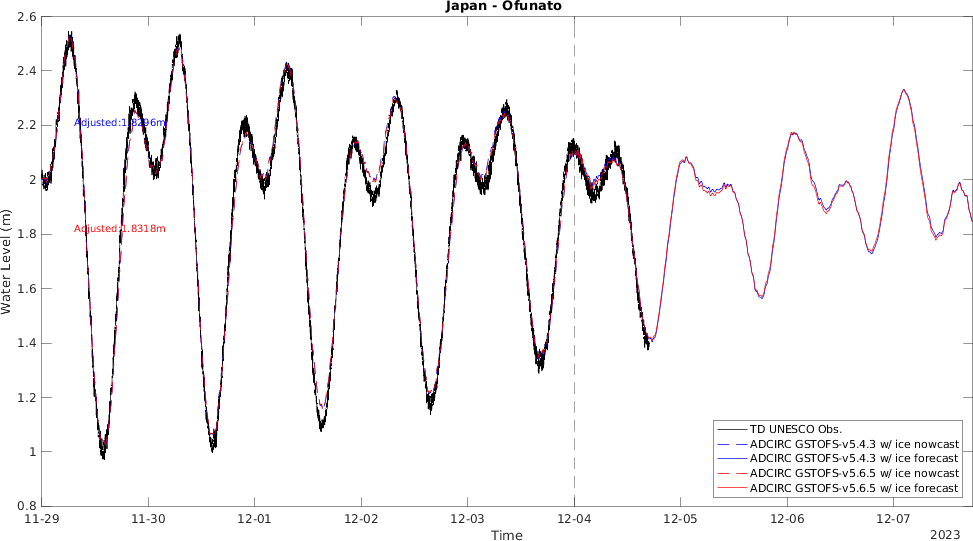 Japan - Ofunato
Water Level (m)
2.6
2.4
2.2
2
1.8
1.6
1.4
1.2
1
0.8
Adjusted:1.8296m
Adjusted:1.8318m
TD UNESCO Obs.
ADCIRC GSTOFS-v5.4.3 w/ ice nowcast
ADCIRC GSTOFS-v5.4.3 w/ ice forecast
ADCIRC GSTOFS-v5.6.5 w/ ice nowcast
ADCIRC GSTOFS-v5.6.5 w/ ice forecast
11-29 11-30 12-01 12-02 12-03 12-04 12-05 12-06 12-07
Time
2023